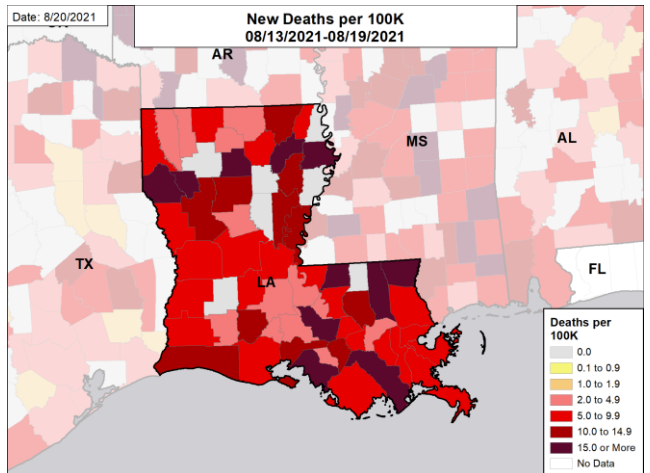 Date: 8/20/2021
New Deaths per 100K
08/13/2021-08/19/2021
AR
MS
AL
TX
LA
FL
Deaths per
100K
0.0
0.1 to 0.9
1.0 to 1.9
2.0 to 4.9
5.0 to 9.9
10.0 to 14.9
15.0 or More
No Data